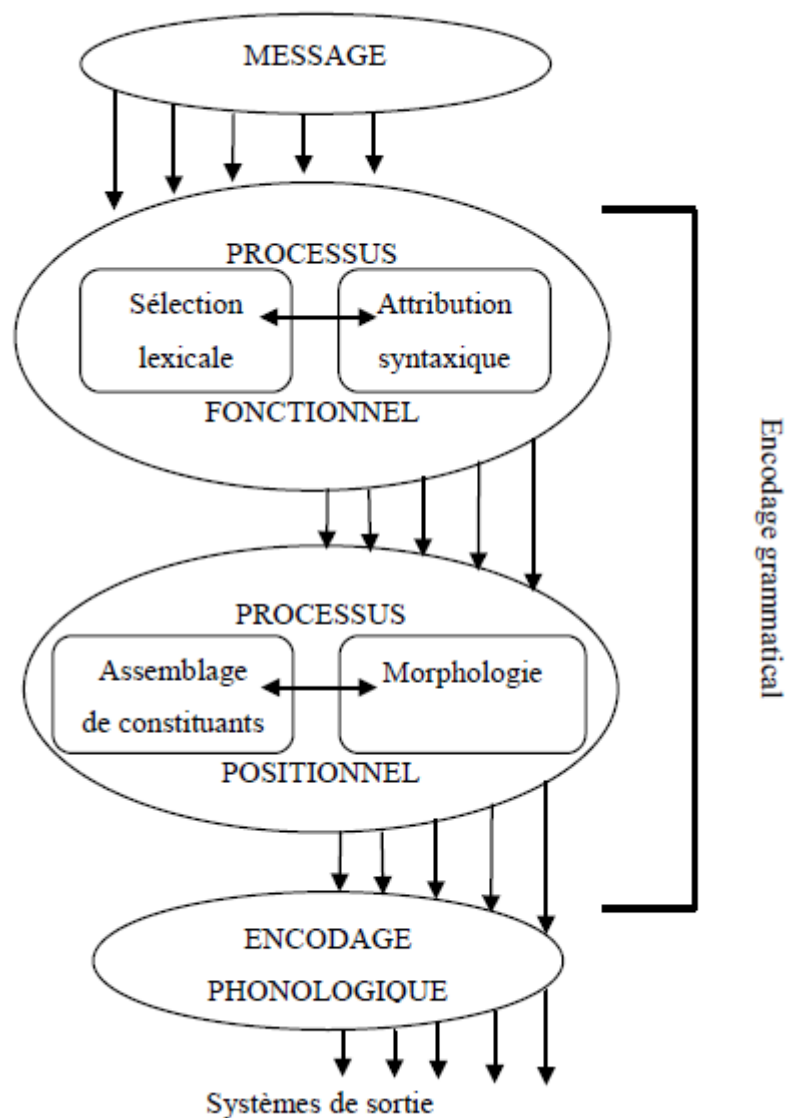 MESSAGE
PROCESSUS
Sélection
lexicale
Attribution
syntaxique
FONCTIONNEL
PROCESSUS
Assemblage
de constituants
Morphologie
POSITIONNEL
Encodage grammatical
ENCODAGE
PHONOLOGIQUE
Systèmes de sortie